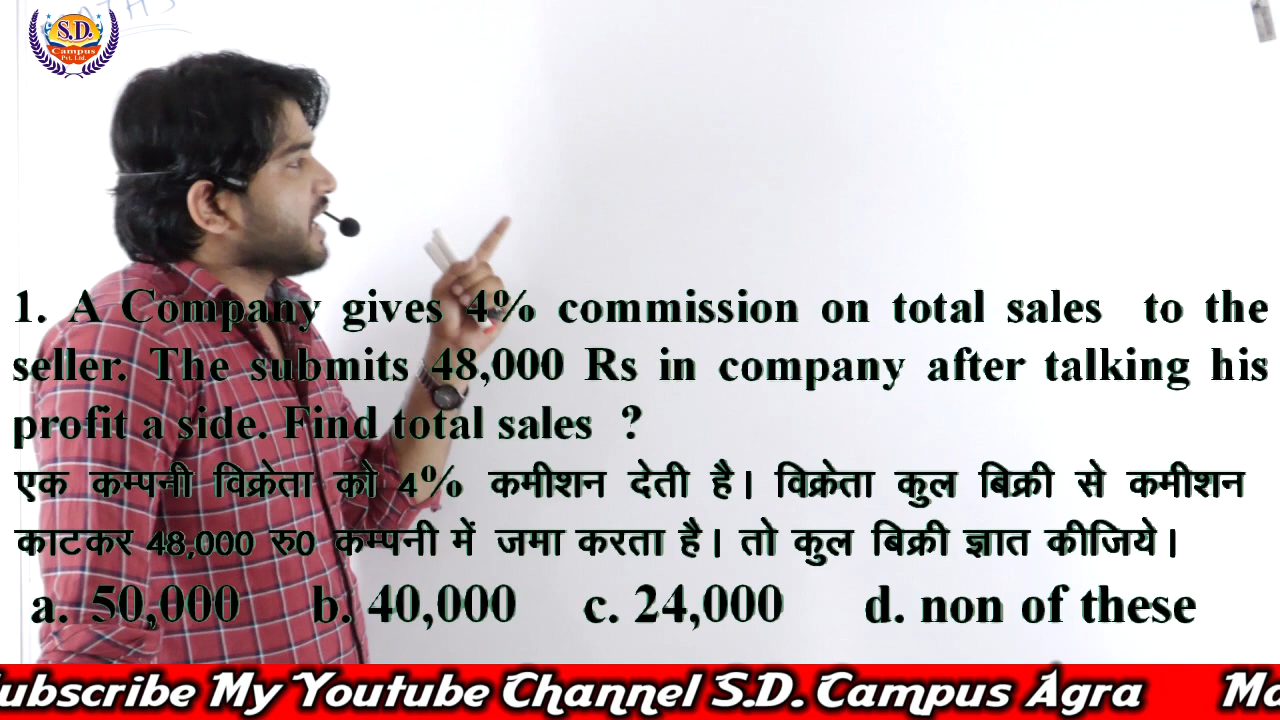 S.D.
Campus
Pvt. Ltd.
1. A Company gives 4% commission on total sales to the
seller. The submits 48,000 Rs in company after talking his
profit a side. Find total sales ?
एक कम्पनी विक्रेता को 4% कमीशन देती है। विक्रेता कुल बिक्री से कमीशन
काटकर 48,000 रु0 कम्पनी में जमा करता है। तो कुल बिक्री ज्ञात कीजिये।
a. 50,000 b. 40,000 c. 24,000 d. non of these
ubscribe My Youtube Channel S.D. Campus Agra